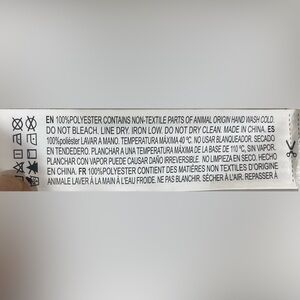 EN 100%POLYESTER CONTAINS NON-TEXTILE PARTS OF ANIMAL ORIGIN HAND WASH COLD.
DO NOT BLEACH. LINE DRY. IRON LOW. DO NOT DRY CLEAN. MADE IN CHINA. ES
100%poliéster LAVAR A MANO. TEMPERATURA MÁXIMA 40 ºC. NO USAR BLANQUEADOR. SECADO
EN TENDEDERO. PLANCHAR A UNA TEMPERATURA MÁXIMA DE LA BASE DE 110 ºC, SIN VAPOR.
PLANCHAR CON VAPOR PUEDE CAUSAR DAÑO IRREVERSIBLE. NO LIMPIEZA EN SECO. HECHO
EN CHINA. FR 100%POLYESTER CONTIENT DES MATIÈRES NON TEXTILES D'ORIGINE
ANIMALE LAVER À LA MAIN À L'EAU FROIDE. NE PAS BLANCHIR. SÉCHER À L'AIR. REPASSER À